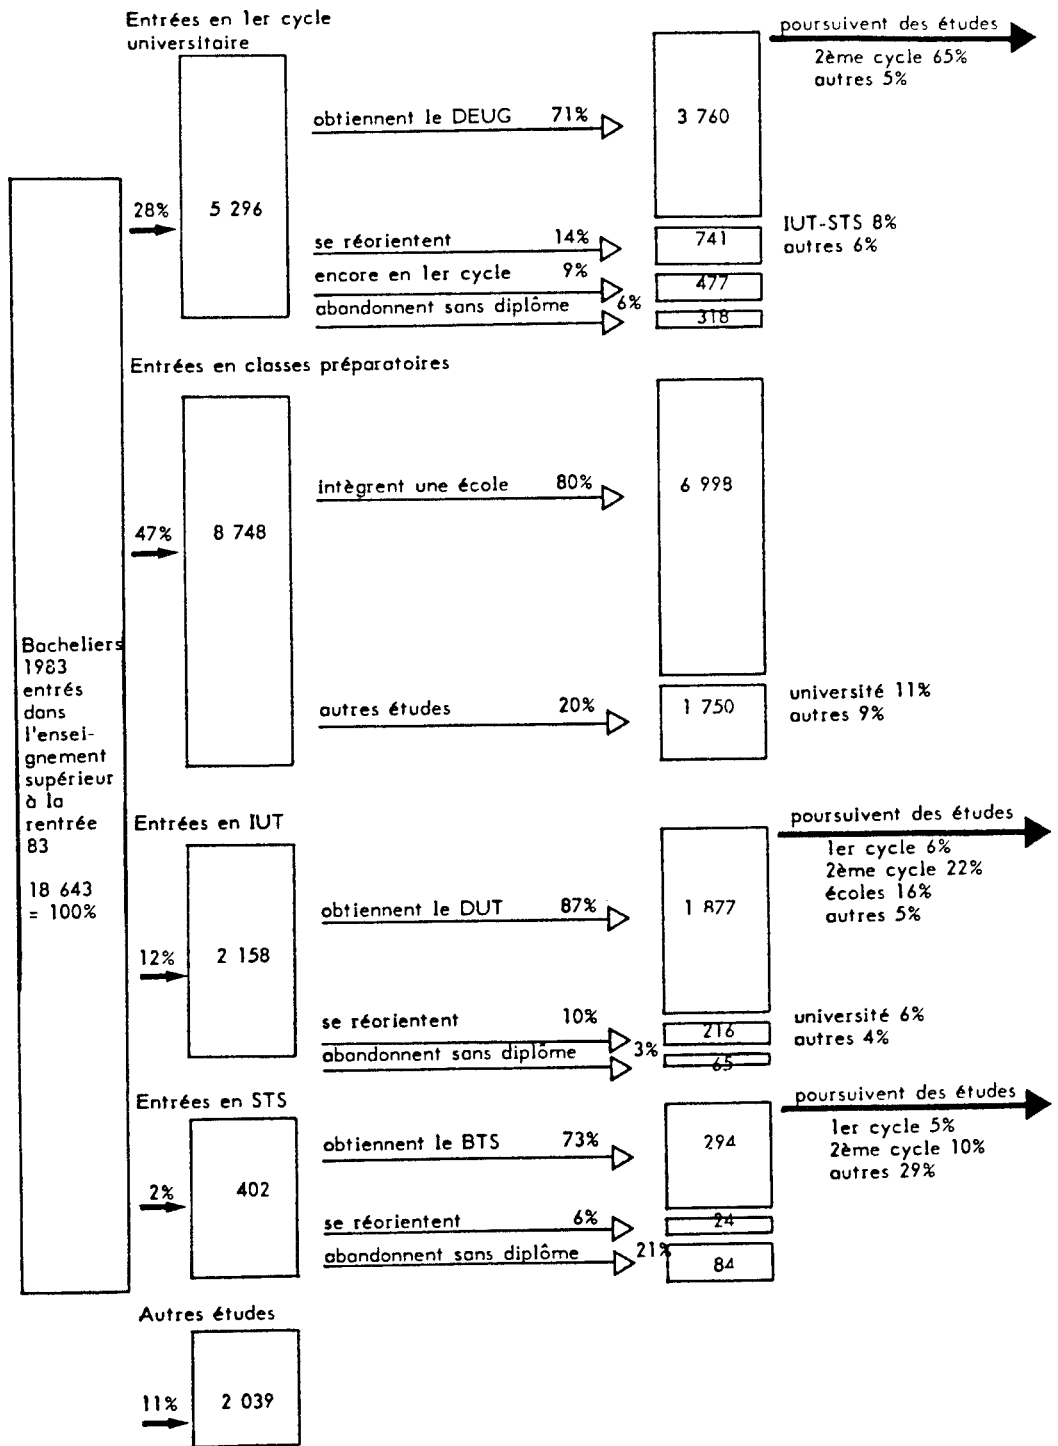 Entrées en 1er cycle
universitaire
28%
5 296
obtiennent le DEUG 71%
3 760
poursuivent des études
2ème cycle 65%
autres 5%
se réorientent 14%
741
IUT-STS 8%
autres 6%
encore en 1er cycle 9%
477
abandonnent sans diplôme 6%
318
Entrées en classes préparatoires
47%
8 748
intègrent une école 80%
6 998
autres études 20%
1 750
université 11%
autres 9%
Bacheliers
1983
entrés
dans
l'ensei-
gnement
supérieur
à la
rentrée
83
18 643
= 100%
Entrées en IUT
12%
2 158
obtiennent le DUT 87%
1 877
poursuivent des études
1er cycle 6%
2ème cycle 22%
écoles 16%
autres 5%
se réorientent 10%
216
université 6%
autres 4%
abandonnent sans diplôme 3%
65
Entrées en STS
2%
402
obtiennent le BTS 73%
294
poursuivent des études
1er cycle 5%
2ème cycle 10%
autres 29%
se réorientent 6%
24
abandonnent sans diplôme 21%
84
Autres études
11%
2 039